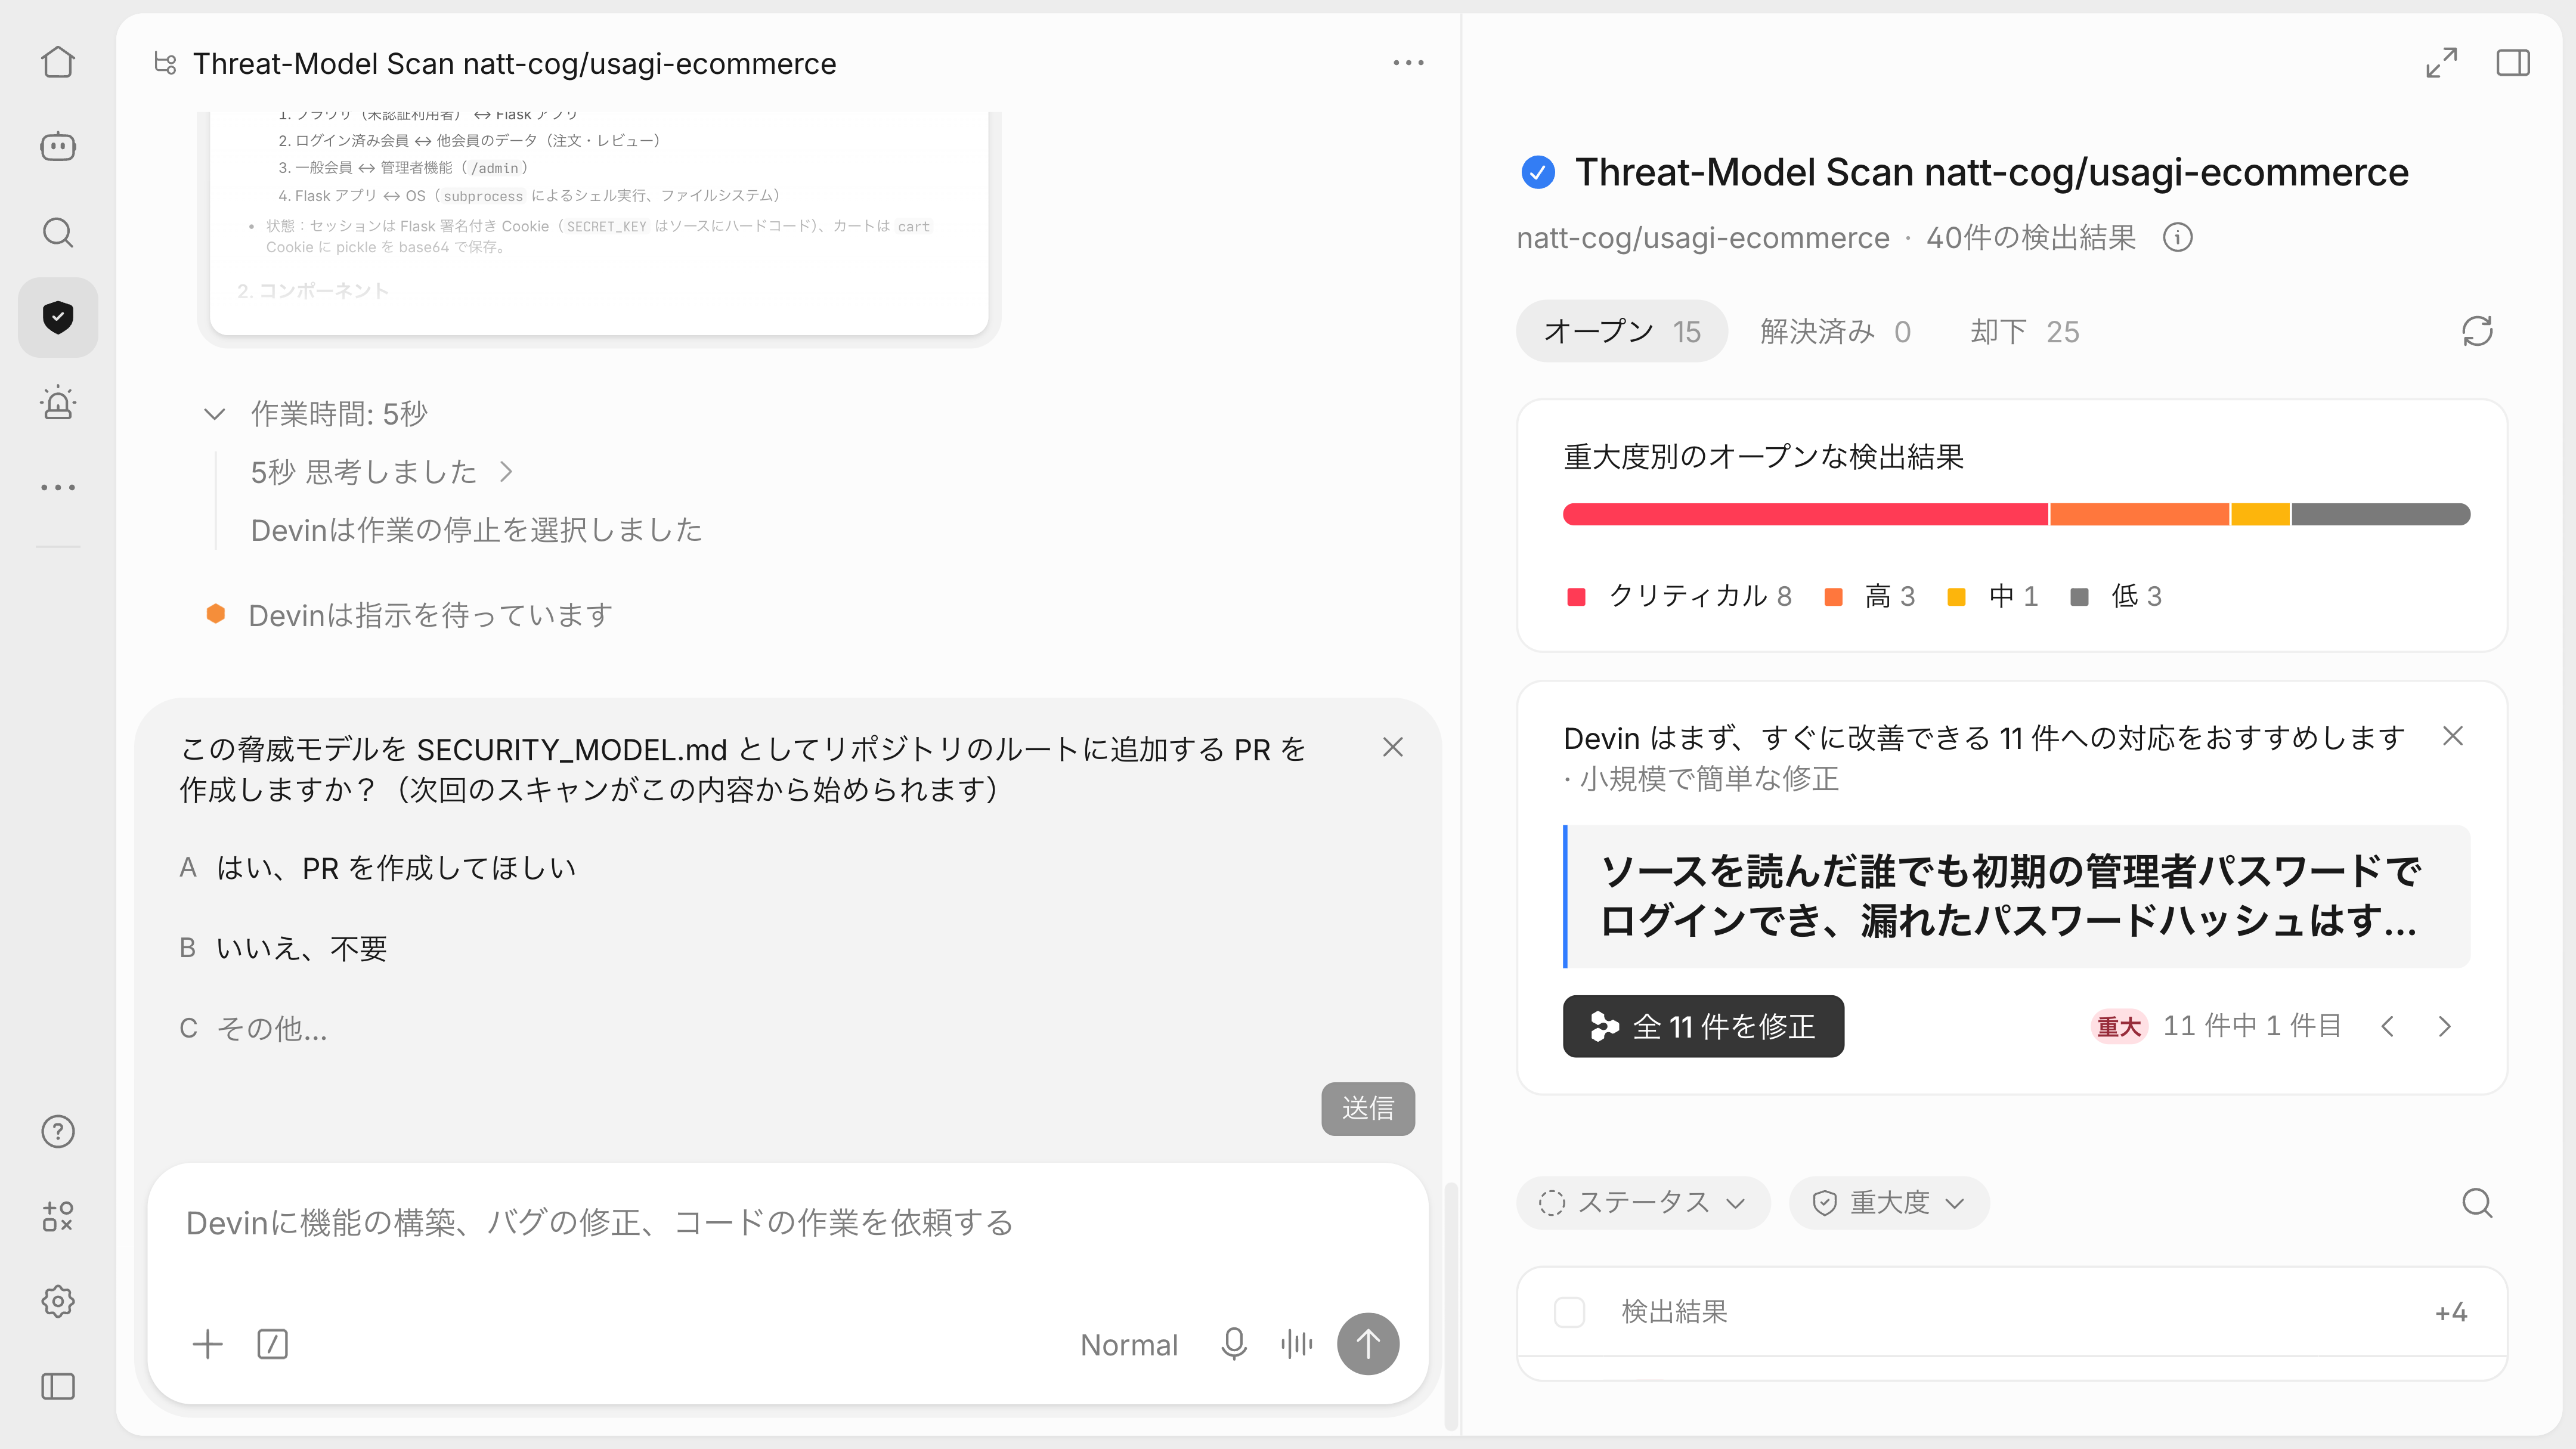 Threat-Model Scan natt-cog/usagi-ecommerce
1. ブラウザ（未認証利用者） ↔ Flask アプリ
2. ログイン済み会員 ↔ 他会員のデータ（注文・レビュー）
3. 一般会員 ↔ 管理者機能（/admin）
4. Flask アプリ ↔ OS（subprocess によるシェル実行、ファイルシステム）
• 状態：セッションは Flask 署名付き Cookie（SECRET_KEY はソースにハードコード）、カートは cart
Cookie に pickle を base64 で保存。
2. コンポーネント
作業時間: 5秒
5秒 思考しました
Devinは作業の停止を選択しました
Devinは指示を待っています
この脅威モデルを SECURITY_MODEL.md としてリポジトリのルートに追加する PR を
作成しますか？（次回のスキャンがこの内容から始められます）
A はい、PR を作成してほしい
B いいえ、不要
C その他...
送信
Devinに機能の構築、バグの修正、コードの作業を依頼する
Normal
Threat-Model Scan natt-cog/usagi-ecommerce
natt-cog/usagi-ecommerce · 40件の検出結果
オープン 15 解決済み 0 却下 25
重大度別のオープンな検出結果
クリティカル 8 高 3 中 1 低 3
Devin はまず、すぐに改善できる 11 件への対応をおすすめします
· 小規模で簡単な修正
ソースを読んだ誰でも初期の管理者パスワードで
ログインでき、漏れたパスワードハッシュはす...
全 11 件を修正
重大 11 件中 1 件目
ステータス 重大度
検出結果 +4